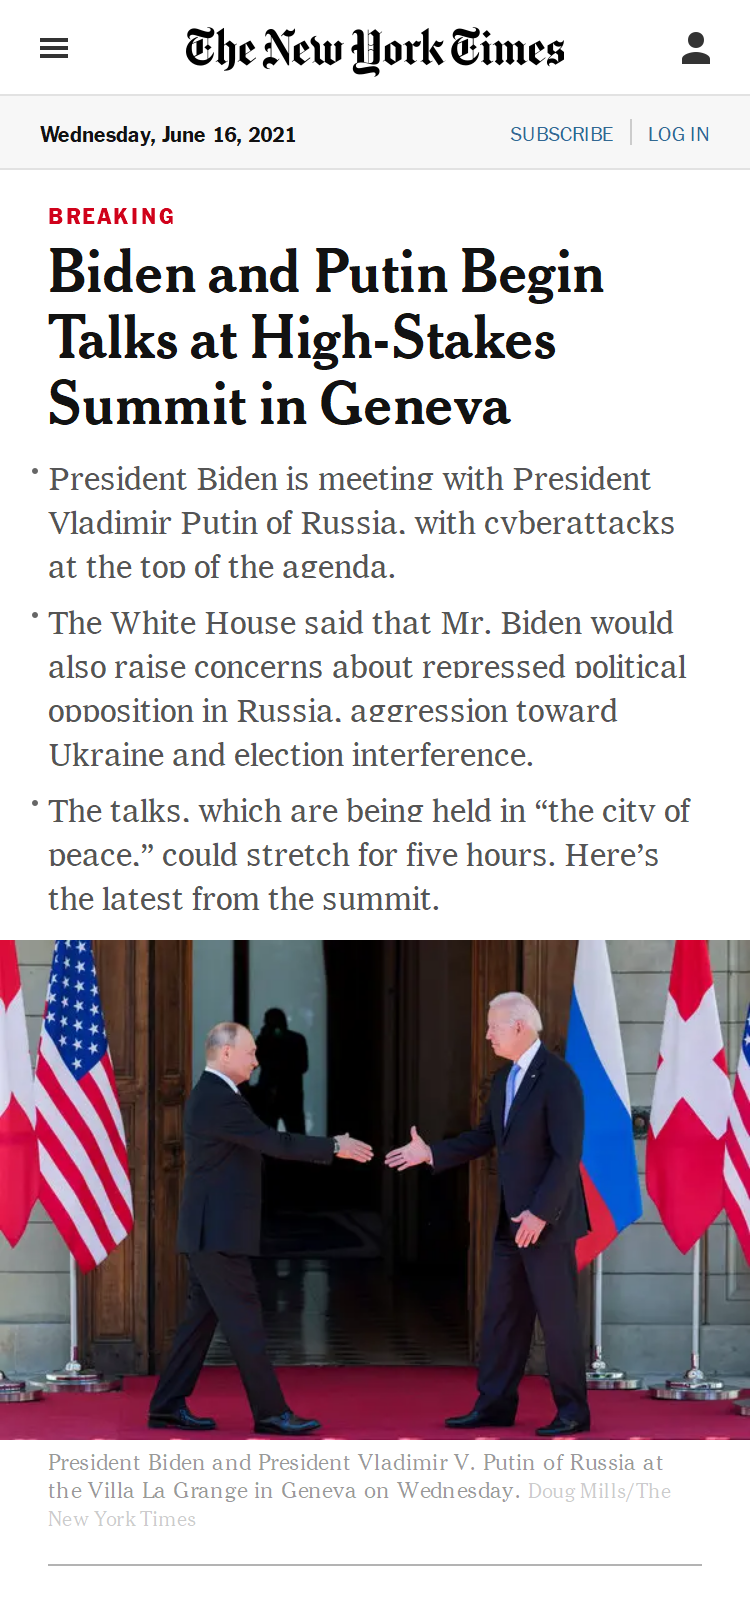 The New York Times
Wednesday, June 16, 2021
SUBSCRIBE
LOG IN
BREAKING
Biden and Putin Begin
Talks at High-Stakes
Summit in Geneva
President Biden is meeting with President
Vladimir Putin of Russia, with cyberattacks
at the top of the agenda.
The White House said that Mr. Biden would
also raise concerns about repressed political
opposition in Russia, aggression toward
Ukraine and election interference.
The talks, which are being held in “the city of
peace,” could stretch for five hours. Here’s
the latest from the summit.
President Biden and President Vladimir V. Putin of Russia at
the Villa La Grange in Geneva on Wednesday. Doug Mills/The
New York Times